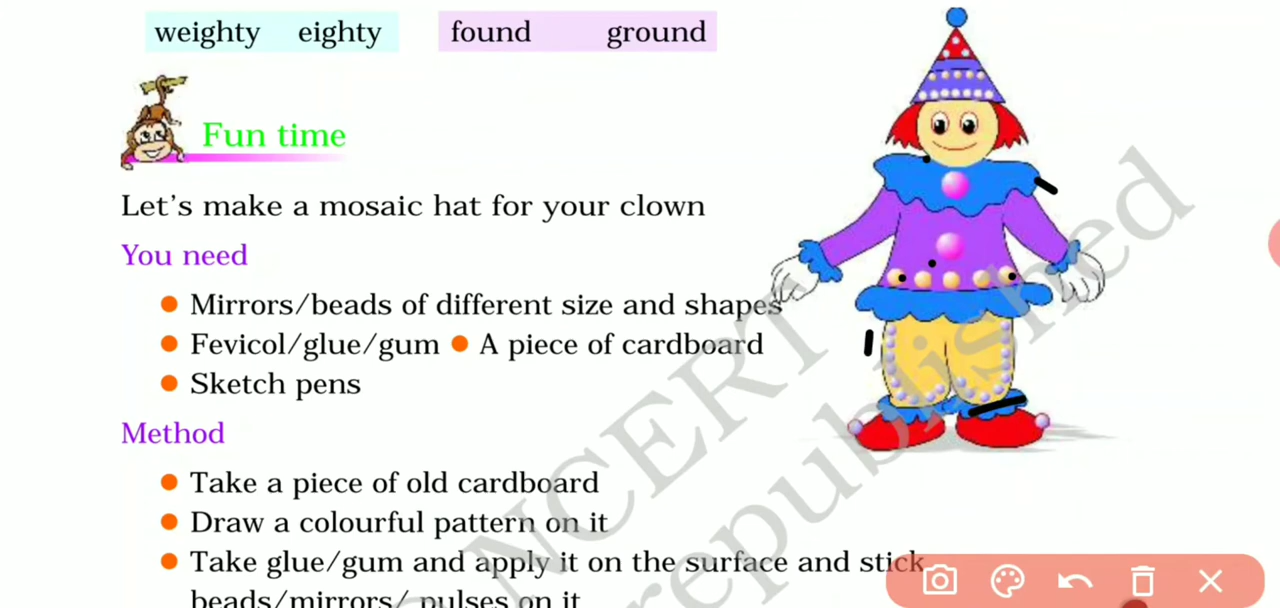 weighty eighty found ground
Fun time
Let's make a mosaic hat for your clown
You need
Mirrors/beads of different size and shapes
Fevicol/glue/gum • A piece of cardboard
Sketch pens
Method
Take a piece of old cardboard
Draw a colourful pattern on it
Take glue/gum and apply it on the surface and stick
beads/mirrors/ pulses on it
NCERT
republished